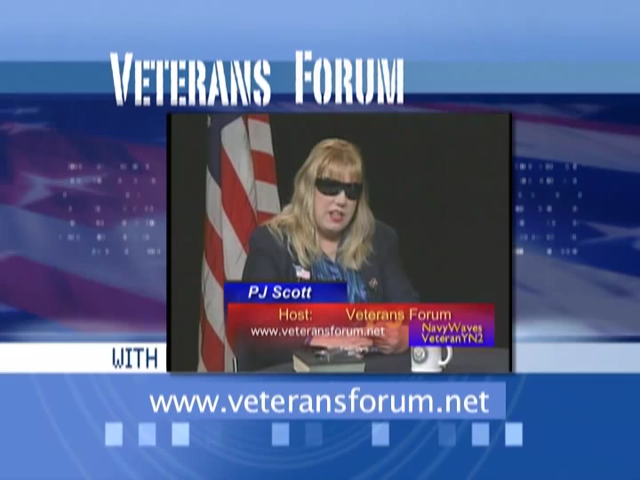 VETERANS FORUM
PJ Scott
Host: Veterans Forum
www.veteransforum.net
NavyWaves
VeteranYN2
WITH
www.veteransforum.net